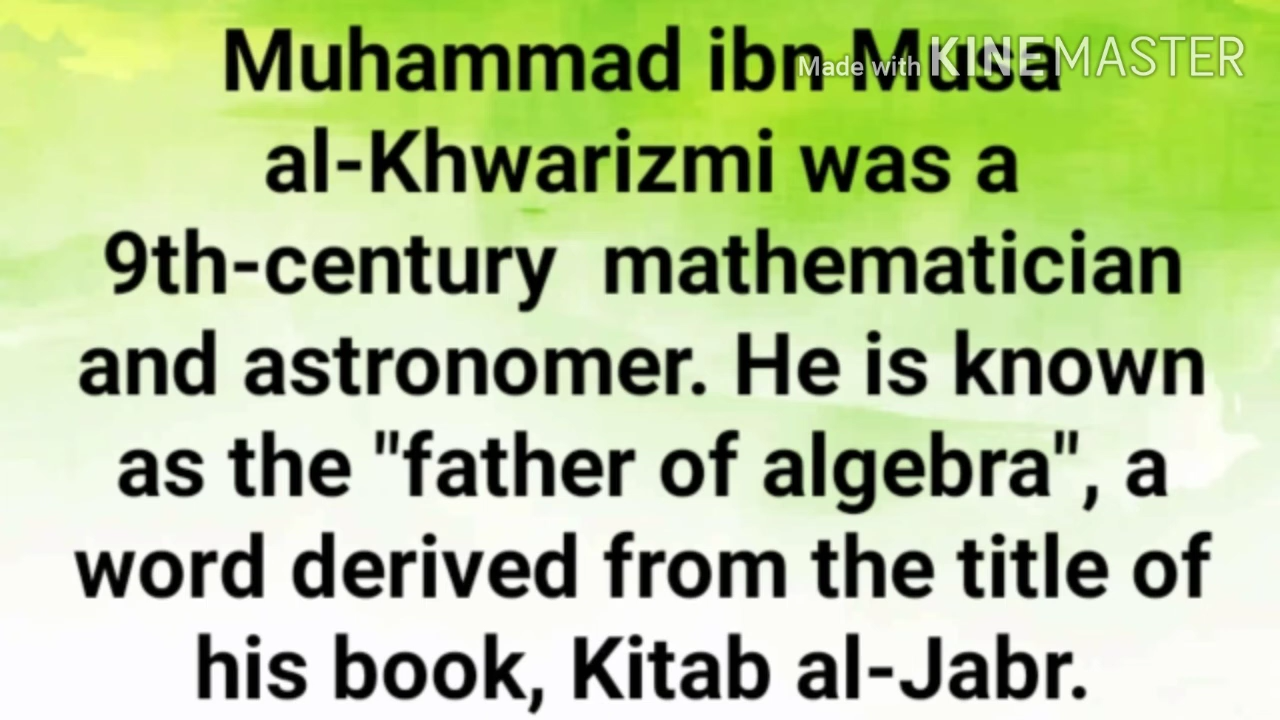 Muhammad ibn Musa
Made with KINEMASTER
al-Khwarizmi was a
9th-century mathematician
and astronomer. He is known
as the "father of algebra", a
word derived from the title of
his book, Kitab al-Jabr.